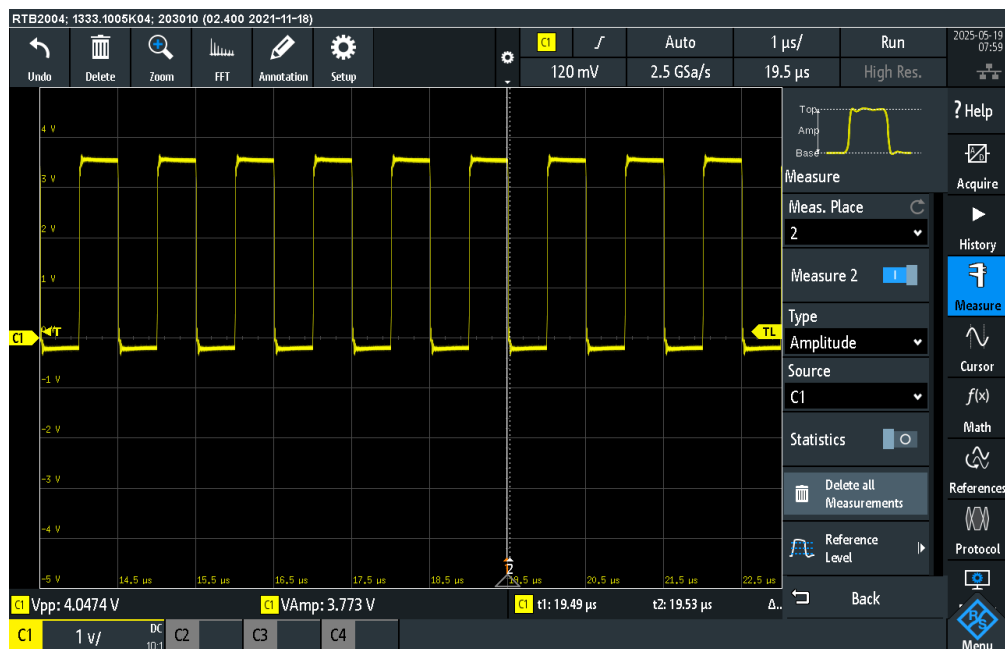 RTB2004; 1333.1005K04; 203010 (02.400 2021-11-18)
Undo Delete Zoom FFT Annotation Setup
C1 Auto 1 µs/ Run
120 mV 2.5 GSa/s 19.5 µs High Res.
2025-05-19
07:59
4 V
3 V
2 V
1 V
C1 T TL
-1 V
-2 V
-3 V
-4 V
-5 V 14.5 µs 15.5 µs 16.5 µs 17.5 µs 18.5 µs 19.5 µs 20.5 µs 21.5 µs 22.5 µs
2
Top
Amp
Base
Measure
Meas. Place
2
Measure 2
Type
Amplitude
Source
C1
Statistics
Delete all
Measurements
Reference
Level
Back
? Help
Acquire
History
Measure
Cursor
f(x)
Math
References
Protocol
R&S
Menu
C1 Vpp: 4.0474 V C1 VAmp: 3.773 V C1 t1: 19.49 µs t2: 19.53 µs Δ..
C1 1 V/ DC 10:1 C2 C3 C4